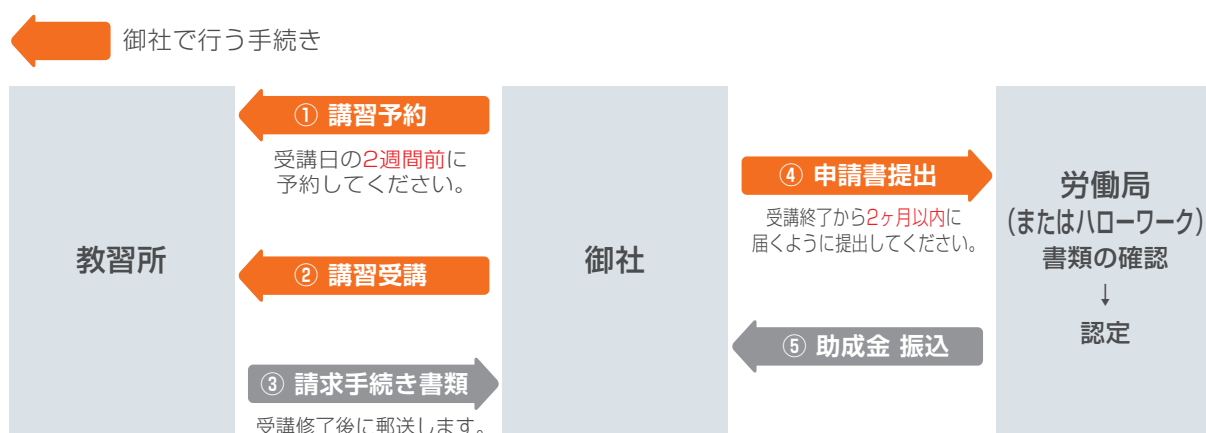 御社で行う手続き
① 講習予約
受講日の2週間前に
予約してください。
② 講習受講
③ 請求手続き書類
受講修了後に郵送します。
教習所
御社
④ 申請書提出
受講終了から2ヶ月以内に
届くように提出してください。
⑤ 助成金 振込
労働局
(またはハローワーク)
書類の確認
↓
認定